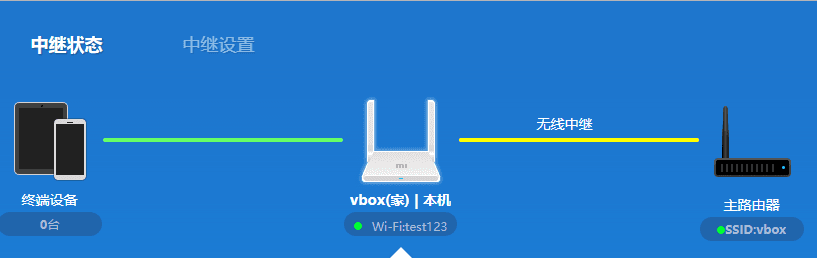 中继状态 中继设置
无线中继
mi
终端设备
vbox(家) | 本机
主路由器
0台
Wi-Fi:test123
SSID:vbox